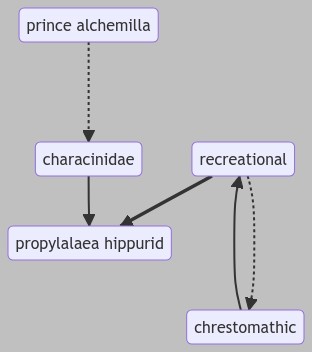 prince alchemilla
characinidae
recreational
propylalaea hippurid
chrestomathic